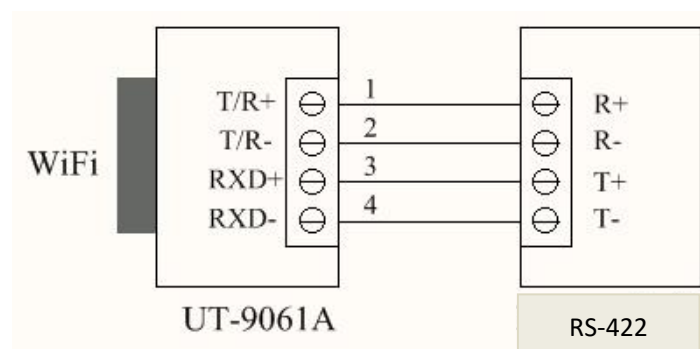 T/R+ 1 R+
T/R- 2 R-
WiFi RXD+ 3 T+
RXD- 4 T-
UT-9061A RS-422